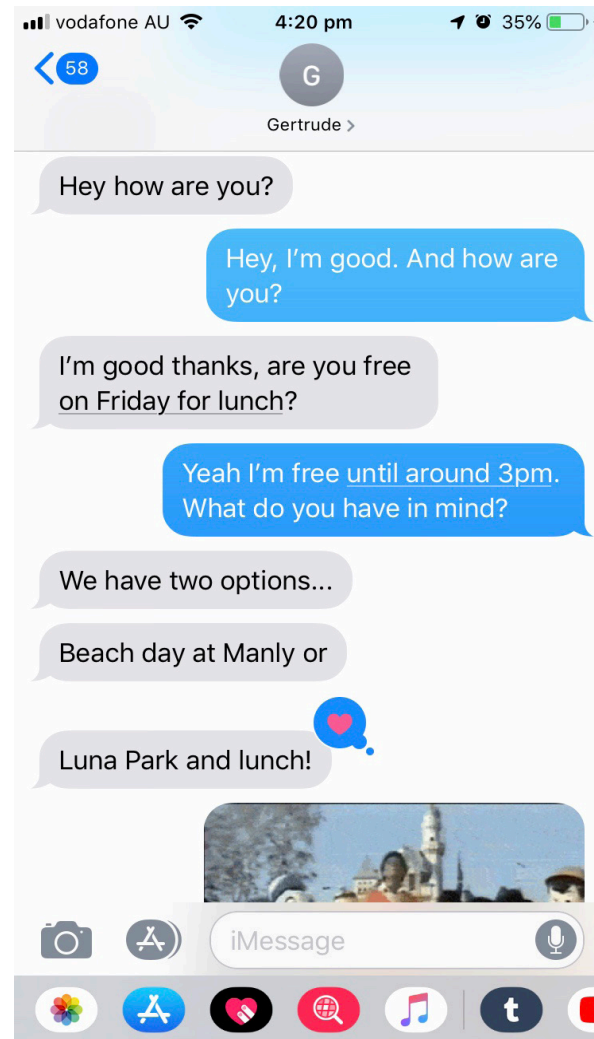 vodafone AU 4:20 pm 35%
58
G
Gertrude
Hey how are you?
Hey, I’m good. And how are
you?
I’m good thanks, are you free
on Friday for lunch?
Yeah I’m free until around 3pm.
What do you have in mind?
We have two options...
Beach day at Manly or
Luna Park and lunch!
iMessage
t